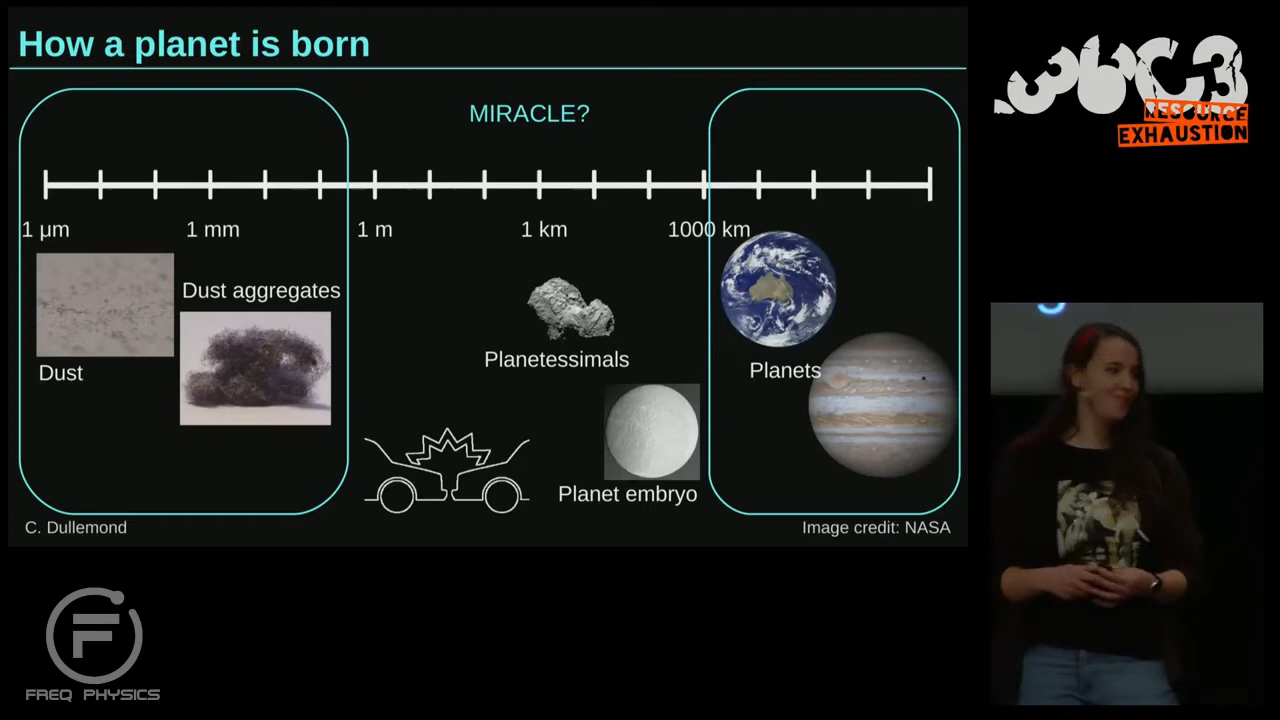 How a planet is born
36C3
RESOURCE
EXHAUSTION
MIRACLE?
1 μm
1 mm
1 m
1 km
1000 km
Dust aggregates
Dust
Planetessimals
Planets
Planet embryo
C. Dullemond
Image credit: NASA
FREQ PHYSICS